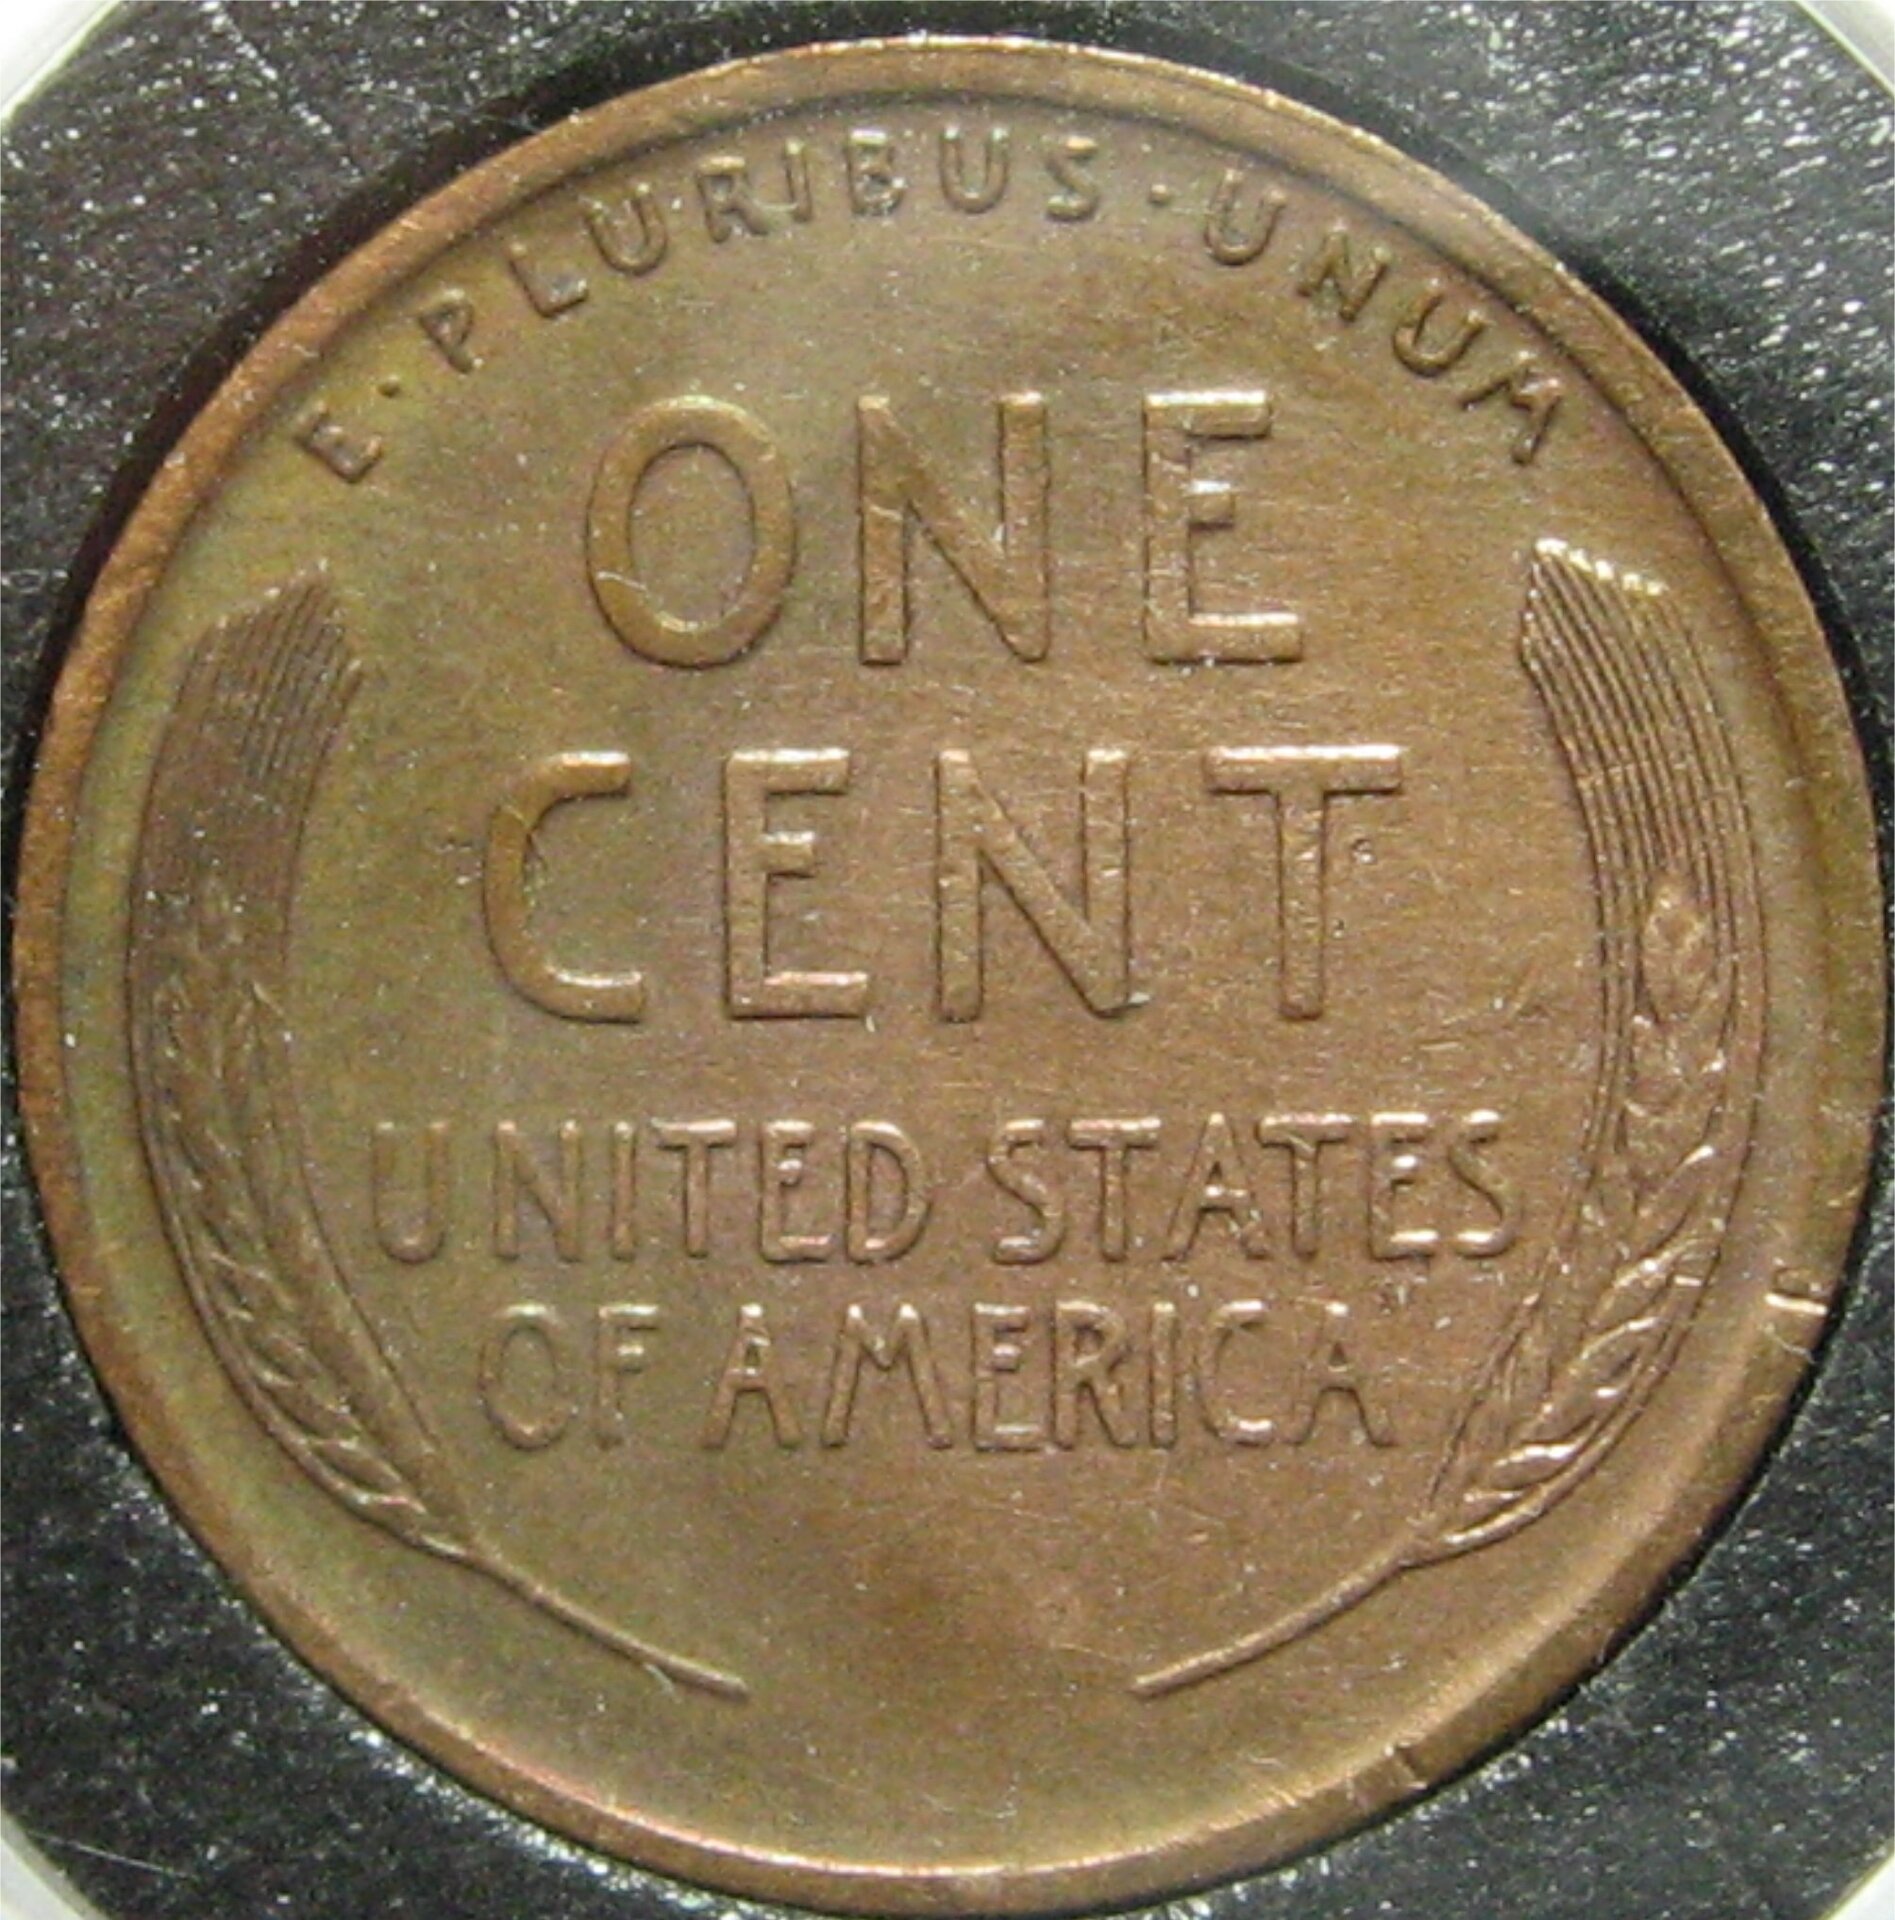 E·PLURIBUS·UNUM
ONE
CENT
UNITED STATES
OF AMERICA